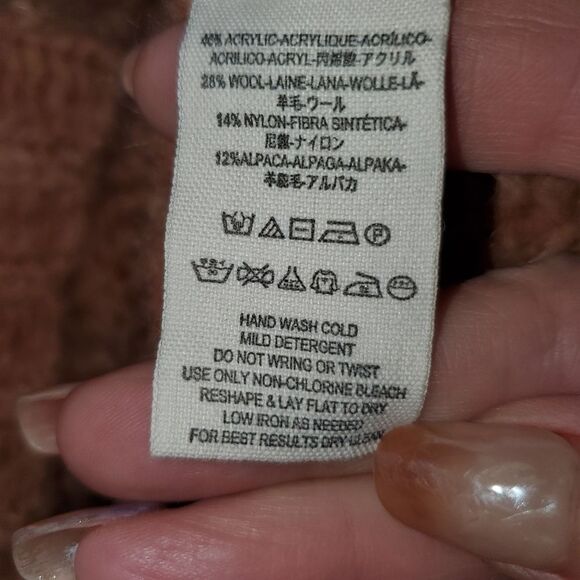 ACRYLIC-ACRYLIQUE-ACRÍLICO-
ACRILICO-ACRYL-丙烯酸-アクリル
28% WOOL-LAINE-LANA-WOLLE-LÃ-
羊毛-ウール
14% NYLON-FIBRA SINTÉTICA-
尼龍-ナイロン
12%ALPACA-ALPAGA-ALPAKA-
羊駝毛-アルパカ
HAND WASH COLD
MILD DETERGENT
DO NOT WRING OR TWIST
USE ONLY NON-CHLORINE BLEACH
RESHAPE & LAY FLAT TO DRY
LOW IRON AS NEEDED
FOR BEST RESULTS DRY CLEAN